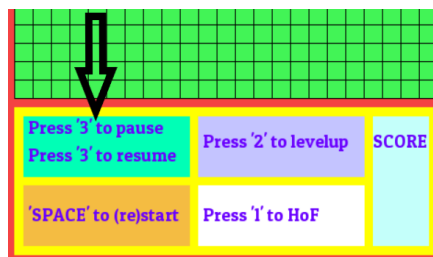 Press '3' to pause
Press '3' to resume
Press '2' to levelup
SCORE
'SPACE' to (re)start
Press '1' to HoF